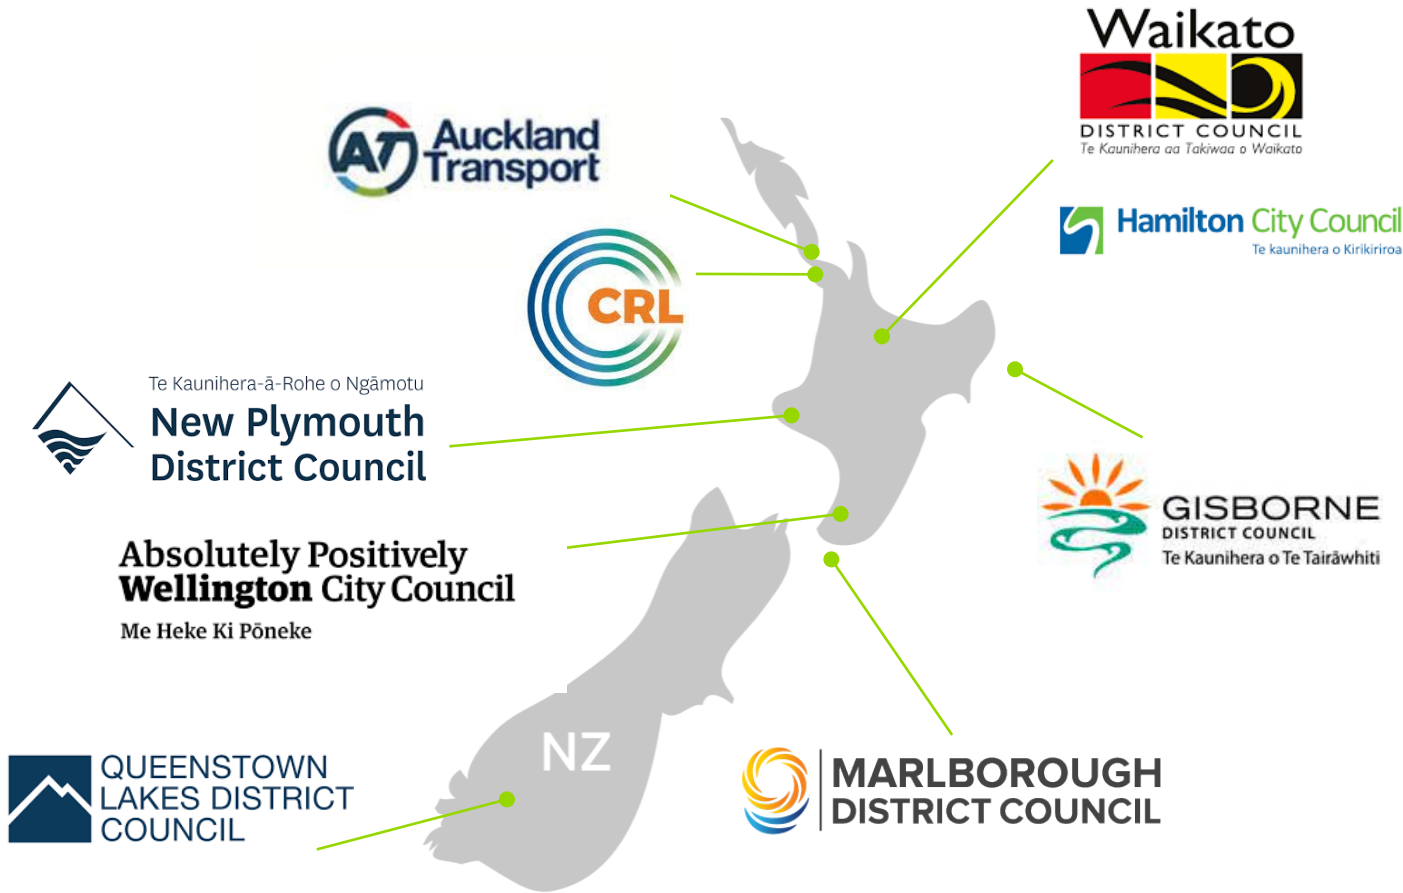 Waikato
DISTRICT COUNCIL
Te Kaunihera aa Takiwaa o Waikato
AT Auckland
Transport
Hamilton City Council
Te kaunihera o Kirikiriroa
CRL
Te Kaunihera-ā-Rohe o Ngāmotu
New Plymouth
District Council
GISBORNE
DISTRICT COUNCIL
Te Kaunihera o Te Tairāwhiti
Absolutely Positively
Wellington City Council
Me Heke Ki Pōneke
NZ
QUEENSTOWN
LAKES DISTRICT
COUNCIL
MARLBOROUGH
DISTRICT COUNCIL